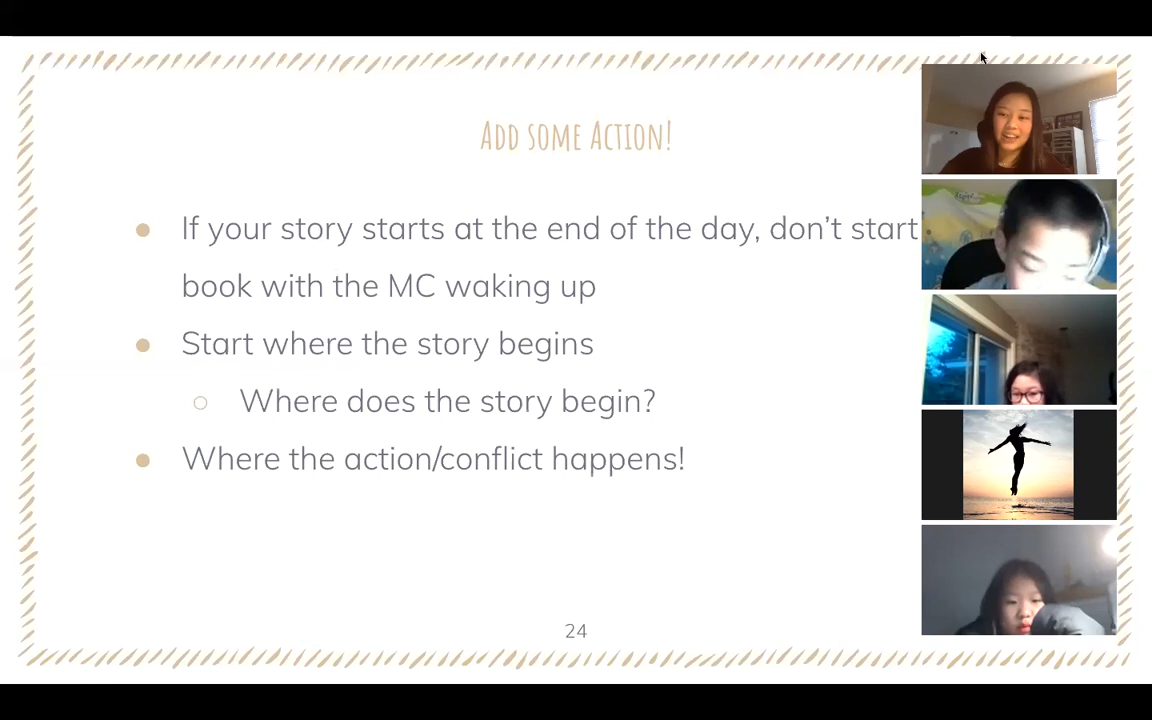 Add some Action!
● If your story starts at the end of the day, don't start
book with the MC waking up
● Start where the story begins
○ Where does the story begin?
● Where the action/conflict happens!
24